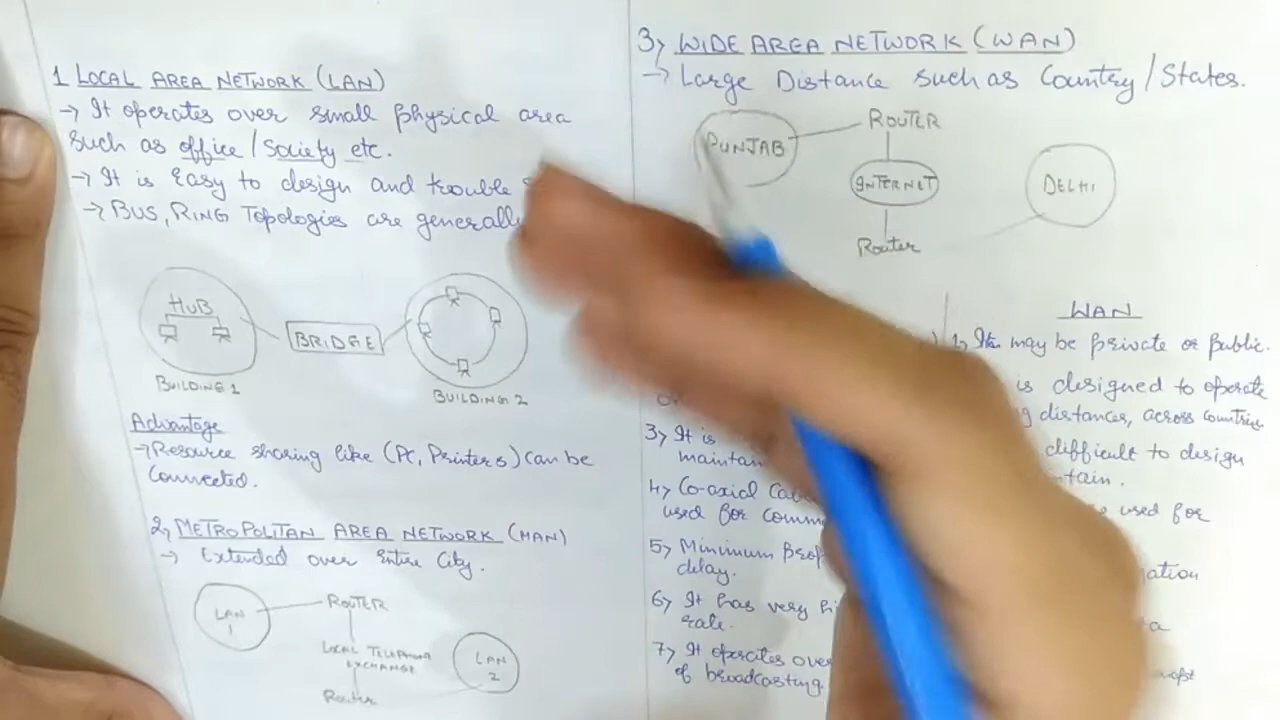 1 LOCAL AREA NETWORK (LAN)
→ It operates over small physical area
such as office / Society etc.
→ It is Easy to design and trouble
→ BUS, RING Topologies are generally
HUB
BRIDGE
BUILDING 1
BUILDING 2
Advantage
→ Resource sharing like (PC, Printers) can be
Connected.
2, METROPOLITAN AREA NETWORK (MAN)
→ Extended over Entire City.
LAN
1
ROUTER
LOCAL TELEPHONE
EXCHANGE
Router
LAN
2
3, WIDE AREA NETWORK (WAN)
→ Large Distance such as Country / States.
PUNJAB
ROUTER
INTERNET
Router
DELHI
WAN
1, It may be private or public.
is designed to operate
distances, across
3, It is
difficult to design
4, Co-axial
used for
used for
5, Minimum
delay.
6, It has very
rate.
7, It operates over
of broadcasting.